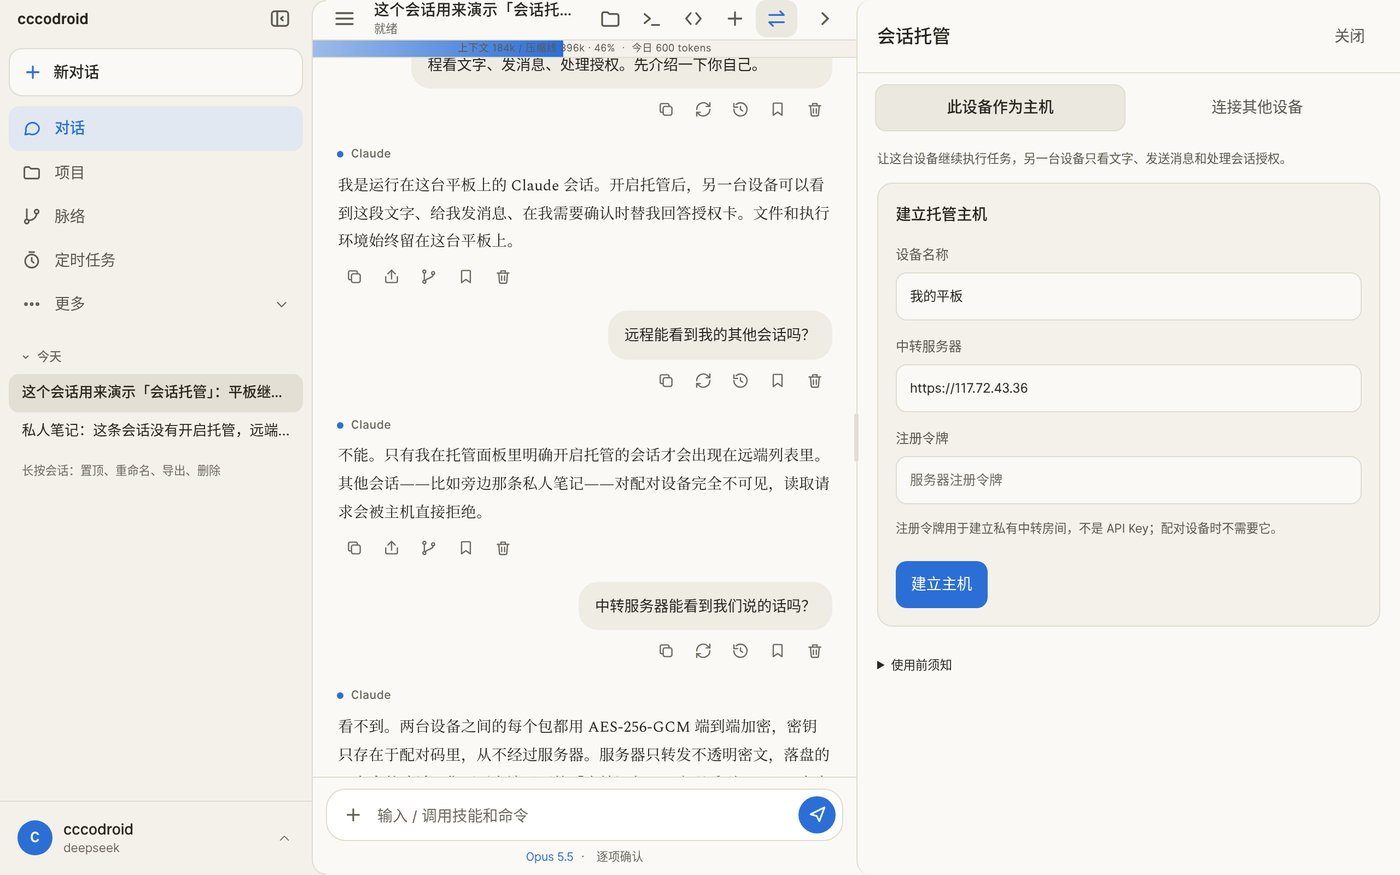 cccodroid
新对话
对话
项目
脉络
定时任务
更多
今天
这个会话用来演示「会话托管」：平板继...
私人笔记：这条会话没有开启托管，远端...
长按会话：置顶、重命名、导出、删除
C
cccodroid
deepseek
这个会话用来演示「会话托...
就绪
上下文 184k / 压缩线 396k · 46% · 今日 600 tokens
程看文字、发消息、处理授权。先介绍一下你自己。
Claude
我是运行在这台平板上的 Claude 会话。开启托管后，另一台设备可以看
到这段文字、给我发消息、在我需要确认时替我回答授权卡。文件和执行
环境始终留在这台平板上。
远程能看到我的其他会话吗？
Claude
不能。只有我在托管面板里明确开启托管的会话才会出现在远端列表里。
其他会话——比如旁边那条私人笔记——对配对设备完全不可见，读取请
求会被主机直接拒绝。
中转服务器能看到我们说的话吗？
Claude
看不到。两台设备之间的每个包都用 AES-256-GCM 端到端加密，密钥
只存在于配对码里，从不经过服务器。服务器只转发不透明密文，落盘的
输入 / 调用技能和命令
Opus 5.5 · 逐项确认
会话托管
关闭
此设备作为主机
连接其他设备
让这台设备继续执行任务，另一台设备只看文字、发送消息和处理会话授权。
建立托管主机
设备名称
我的平板
中转服务器
https://117.72.43.36
注册令牌
服务器注册令牌
注册令牌用于建立私有中转房间，不是 API Key；配对设备时不需要它。
建立主机
使用前须知